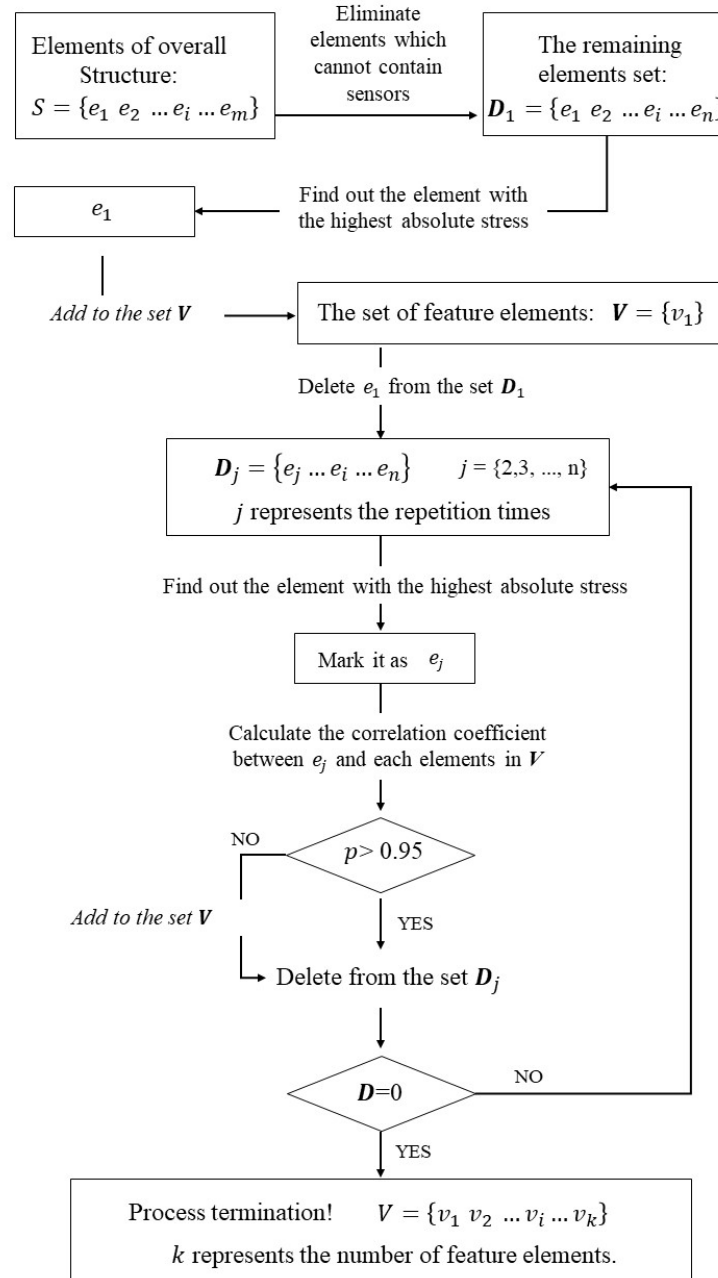 Elements of overall
Structure:
S = {e₁ e₂ … eᵢ … eₘ}
Eliminate
elements which
cannot contain
sensors
The remaining
elements set:
D₁ = {e₁ e₂ … eᵢ … eₙ}
e₁
Find out the element with
the highest absolute stress
Add to the set V
The set of feature elements: V = {v₁}
Delete e₁ from the set D₁
Dⱼ = {eⱼ … eᵢ … eₙ} j = {2,3, ..., n}
j represents the repetition times
Find out the element with the highest absolute stress
Mark it as eⱼ
Calculate the correlation coefficient
between eⱼ and each elements in V
NO
p> 0.95
Add to the set V
YES
Delete from the set Dⱼ
D=0
NO
YES
Process termination! V = {v₁ v₂ … vᵢ … vₖ}
k represents the number of feature elements.